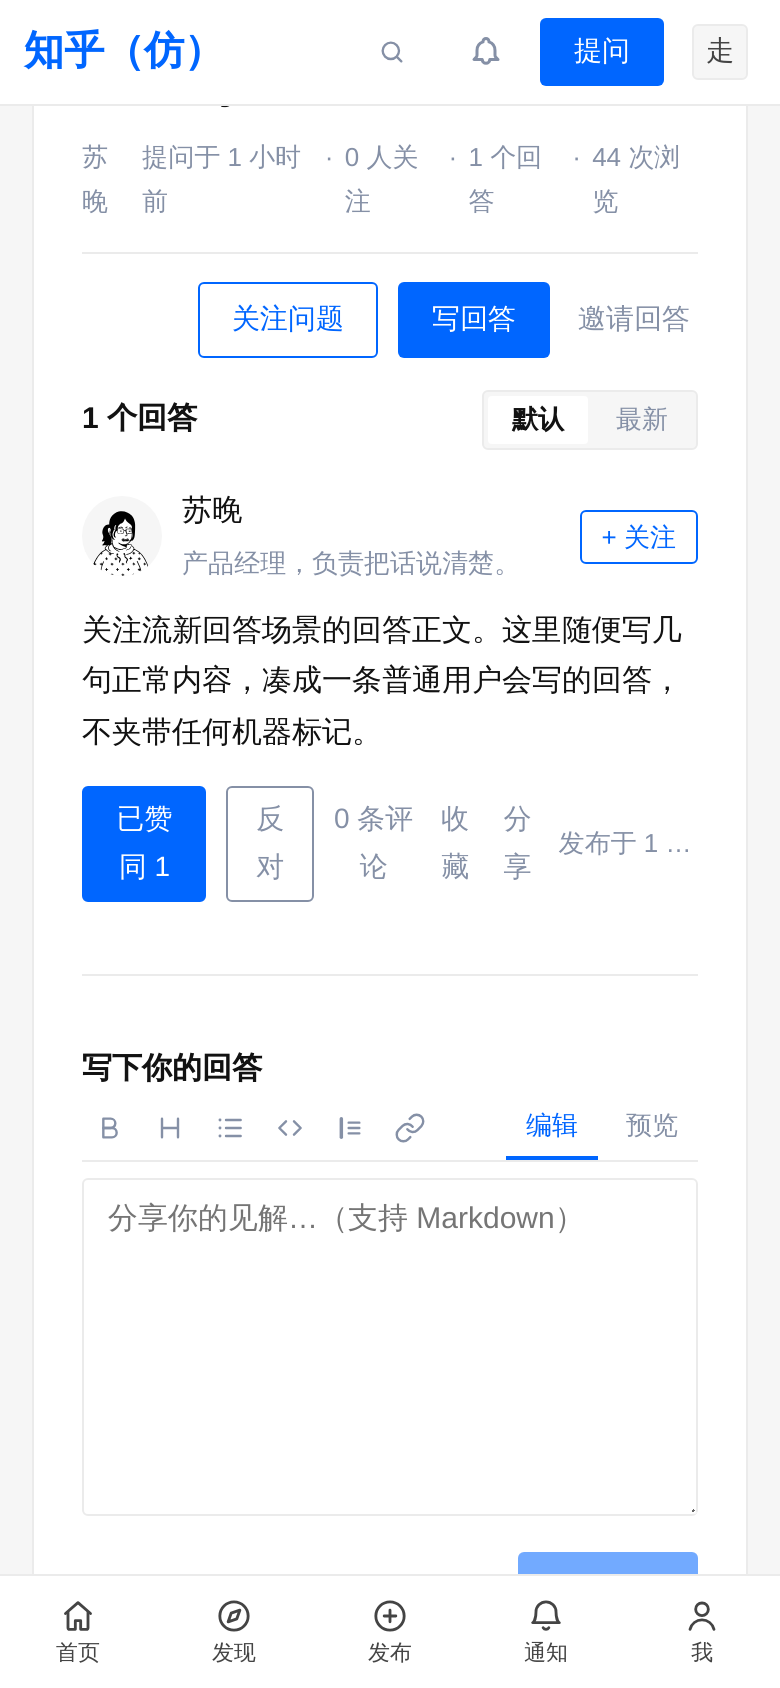 知乎（仿）
提问
走
苏晚
提问于 1 小时前
· 0 人关注
· 1 个回答
· 44 次浏览
关注问题
写回答
邀请回答
1 个回答
默认
最新
苏晚
产品经理，负责把话说清楚。
+ 关注
关注流新回答场景的回答正文。这里随便写几
句正常内容，凑成一条普通用户会写的回答，
不夹带任何机器标记。
已赞同 1
反对
0 条评论
收藏
分享
发布于 1 …
写下你的回答
编辑
预览
分享你的见解…（支持 Markdown）
首页
发现
发布
通知
我